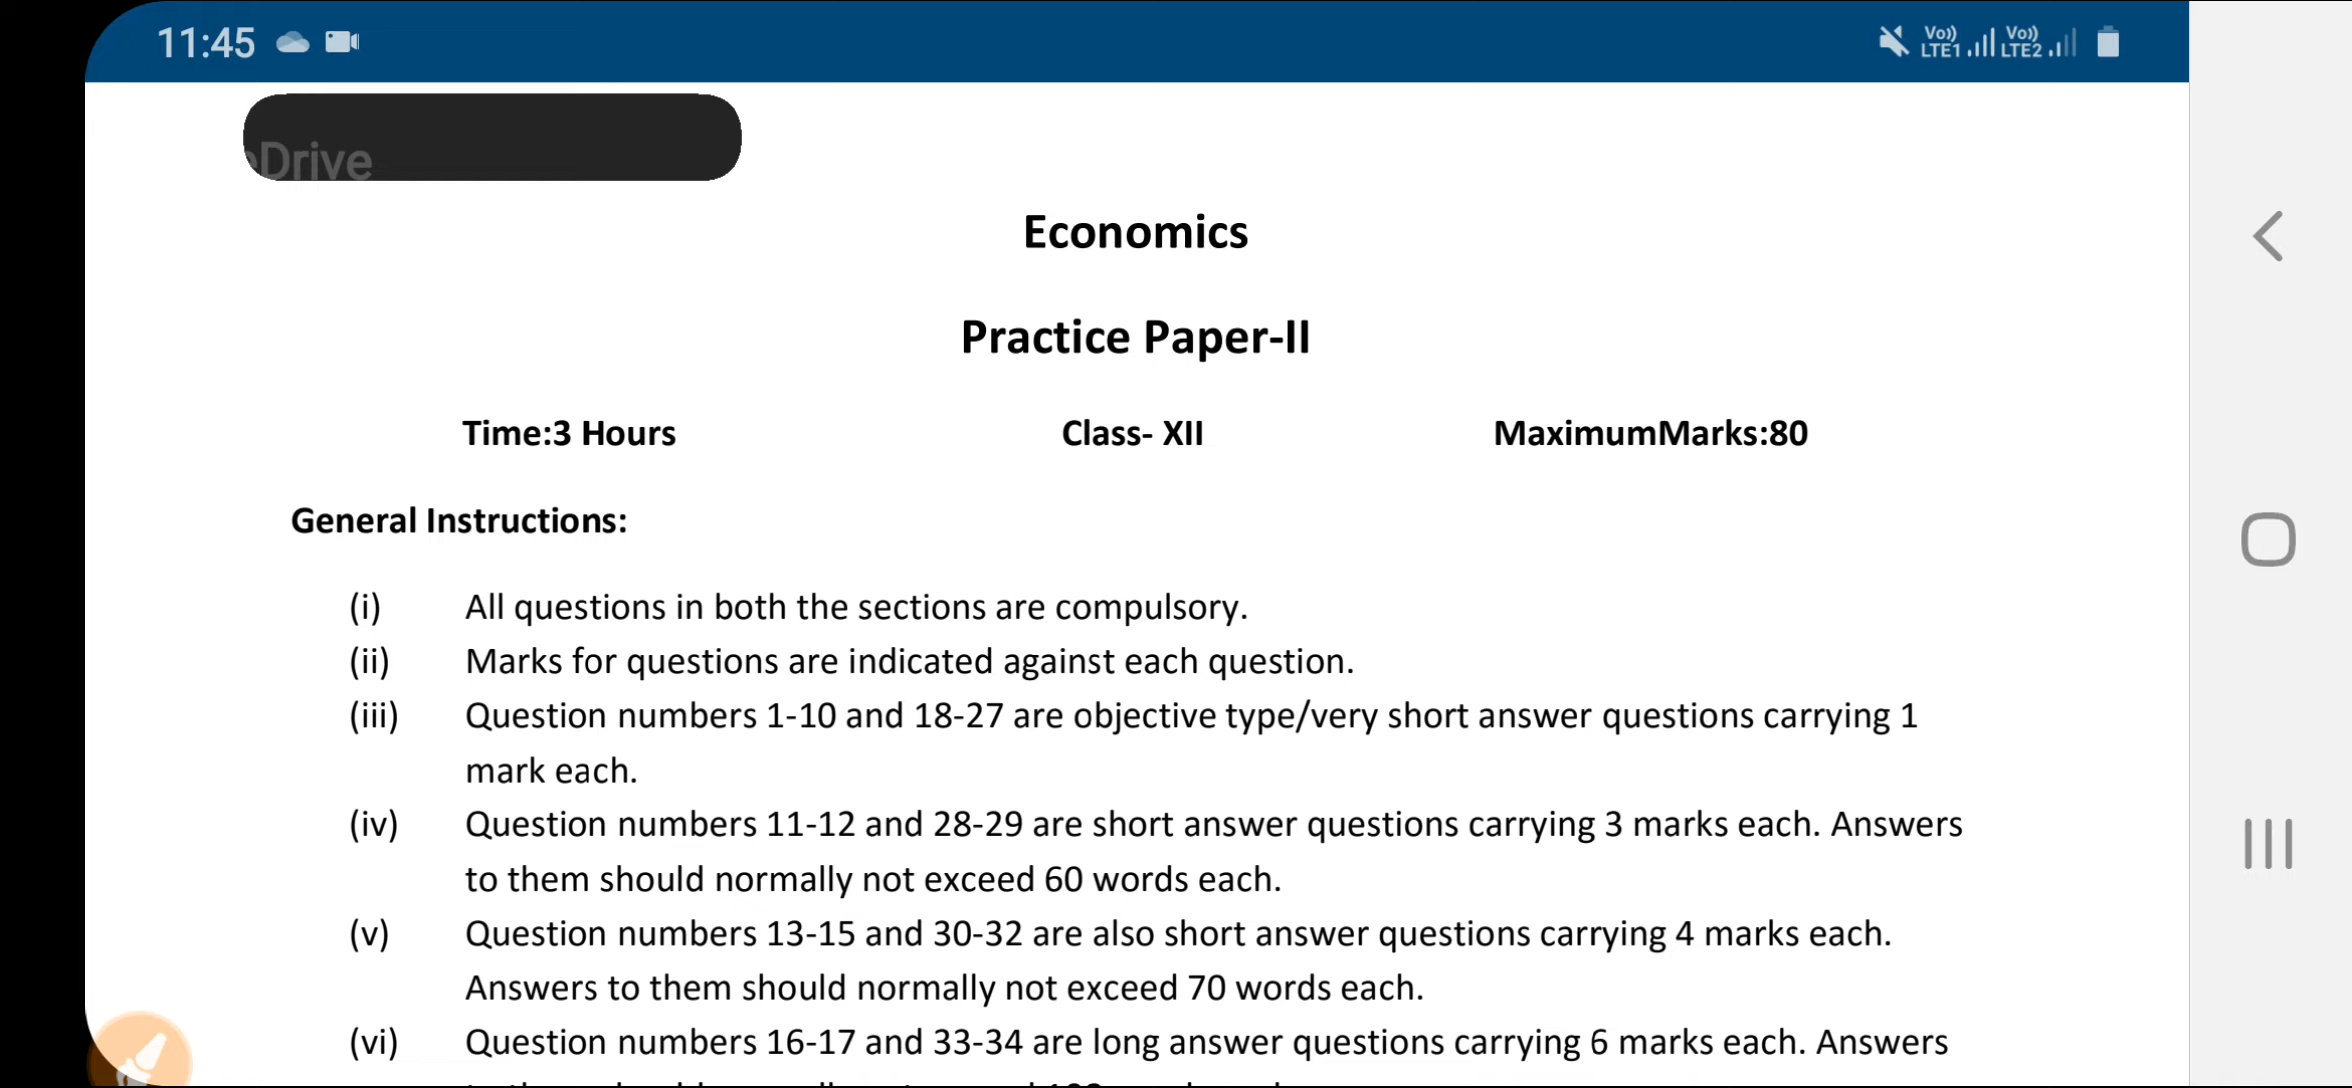 11:45
Vo)) LTE1 Vo)) LTE2
Drive
Economics
Practice Paper-II
Time:3 Hours Class- XII MaximumMarks:80
General Instructions:
(i) All questions in both the sections are compulsory.
(ii) Marks for questions are indicated against each question.
(iii) Question numbers 1-10 and 18-27 are objective type/very short answer questions carrying 1
mark each.
(iv) Question numbers 11-12 and 28-29 are short answer questions carrying 3 marks each. Answers
to them should normally not exceed 60 words each.
(v) Question numbers 13-15 and 30-32 are also short answer questions carrying 4 marks each.
Answers to them should normally not exceed 70 words each.
(vi) Question numbers 16-17 and 33-34 are long answer questions carrying 6 marks each. Answers